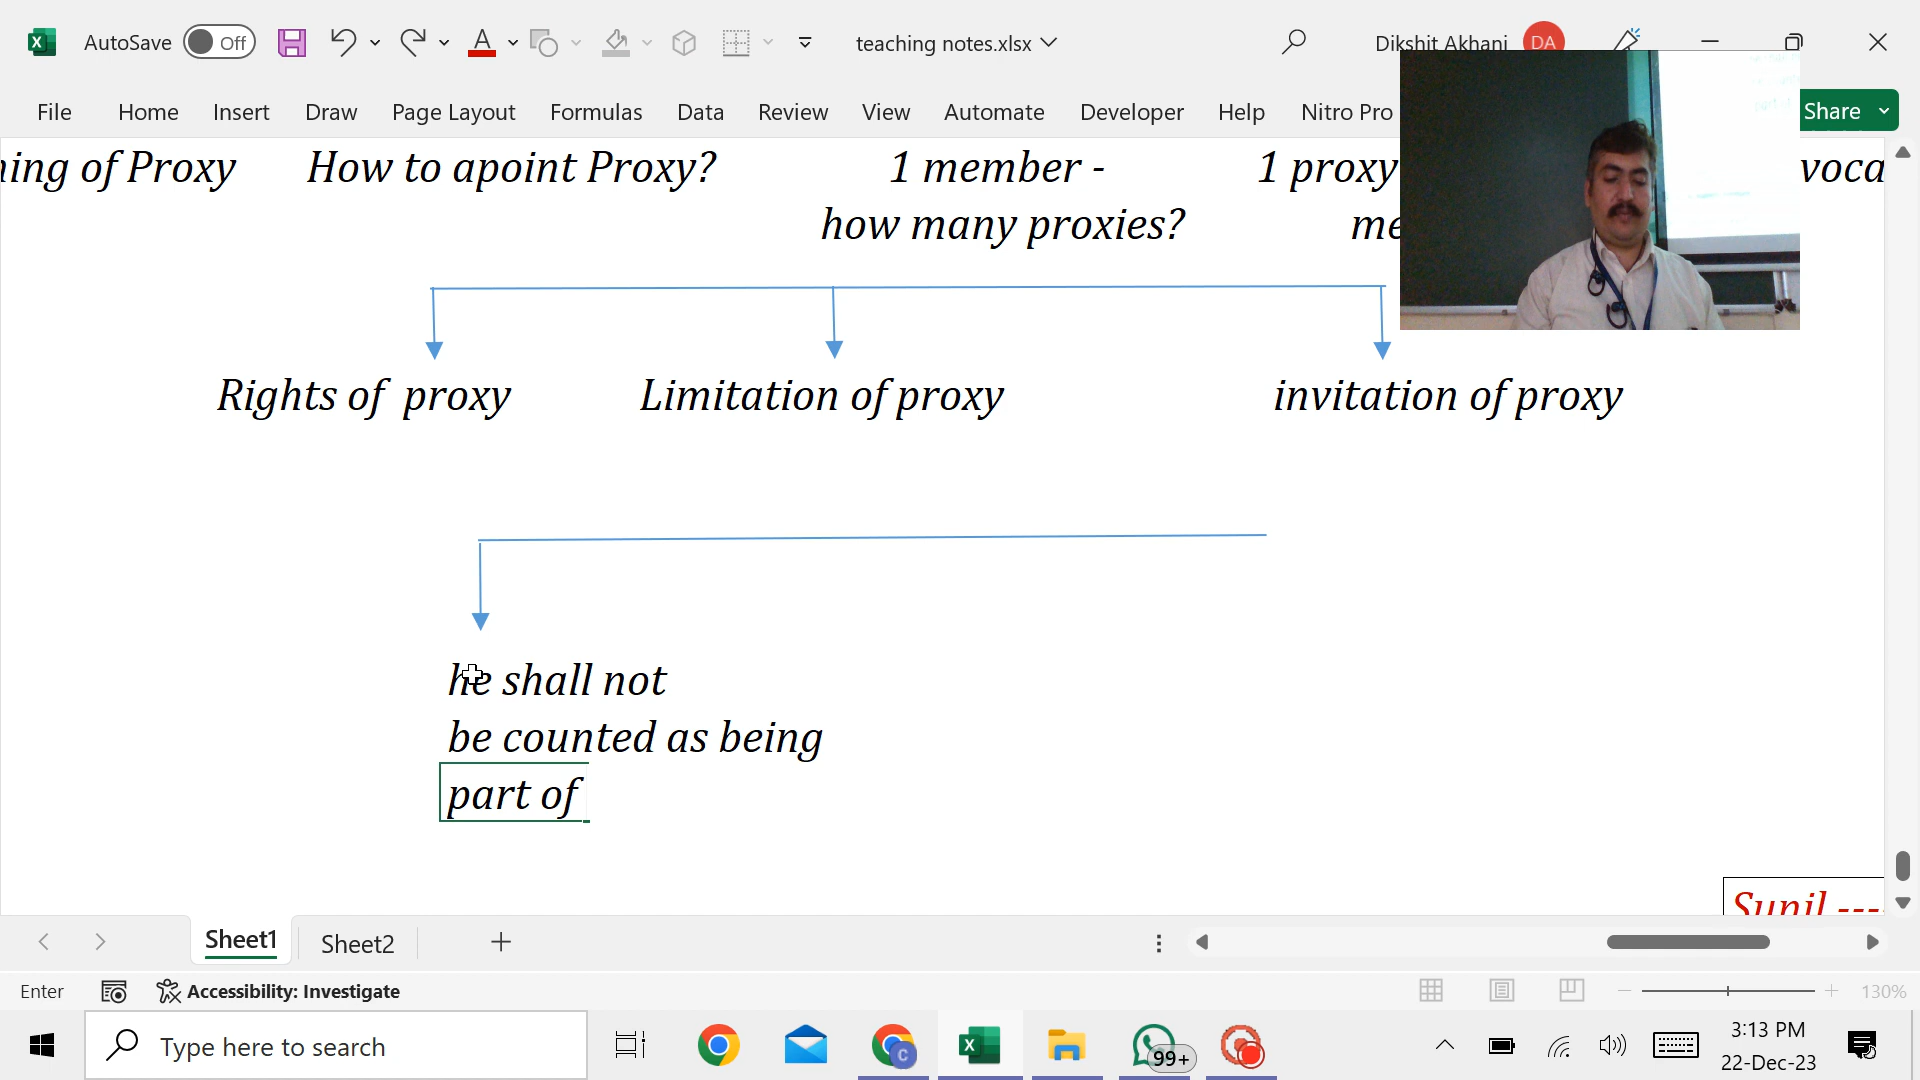 AutoSave Off teaching notes.xlsx Dikshit Akhani DA
File Home Insert Draw Page Layout Formulas Data Review View Automate Developer Help Nitro Pro Share
ing of Proxy How to apoint Proxy? 1 member - 1 proxy voca
how many proxies? me
Rights of proxy Limitation of proxy invitation of proxy
he shall not
be counted as being
part of
Sunil ----
Sheet1 Sheet2
Enter Accessibility: Investigate 130%
Type here to search 99+ 3:13 PM
22-Dec-23